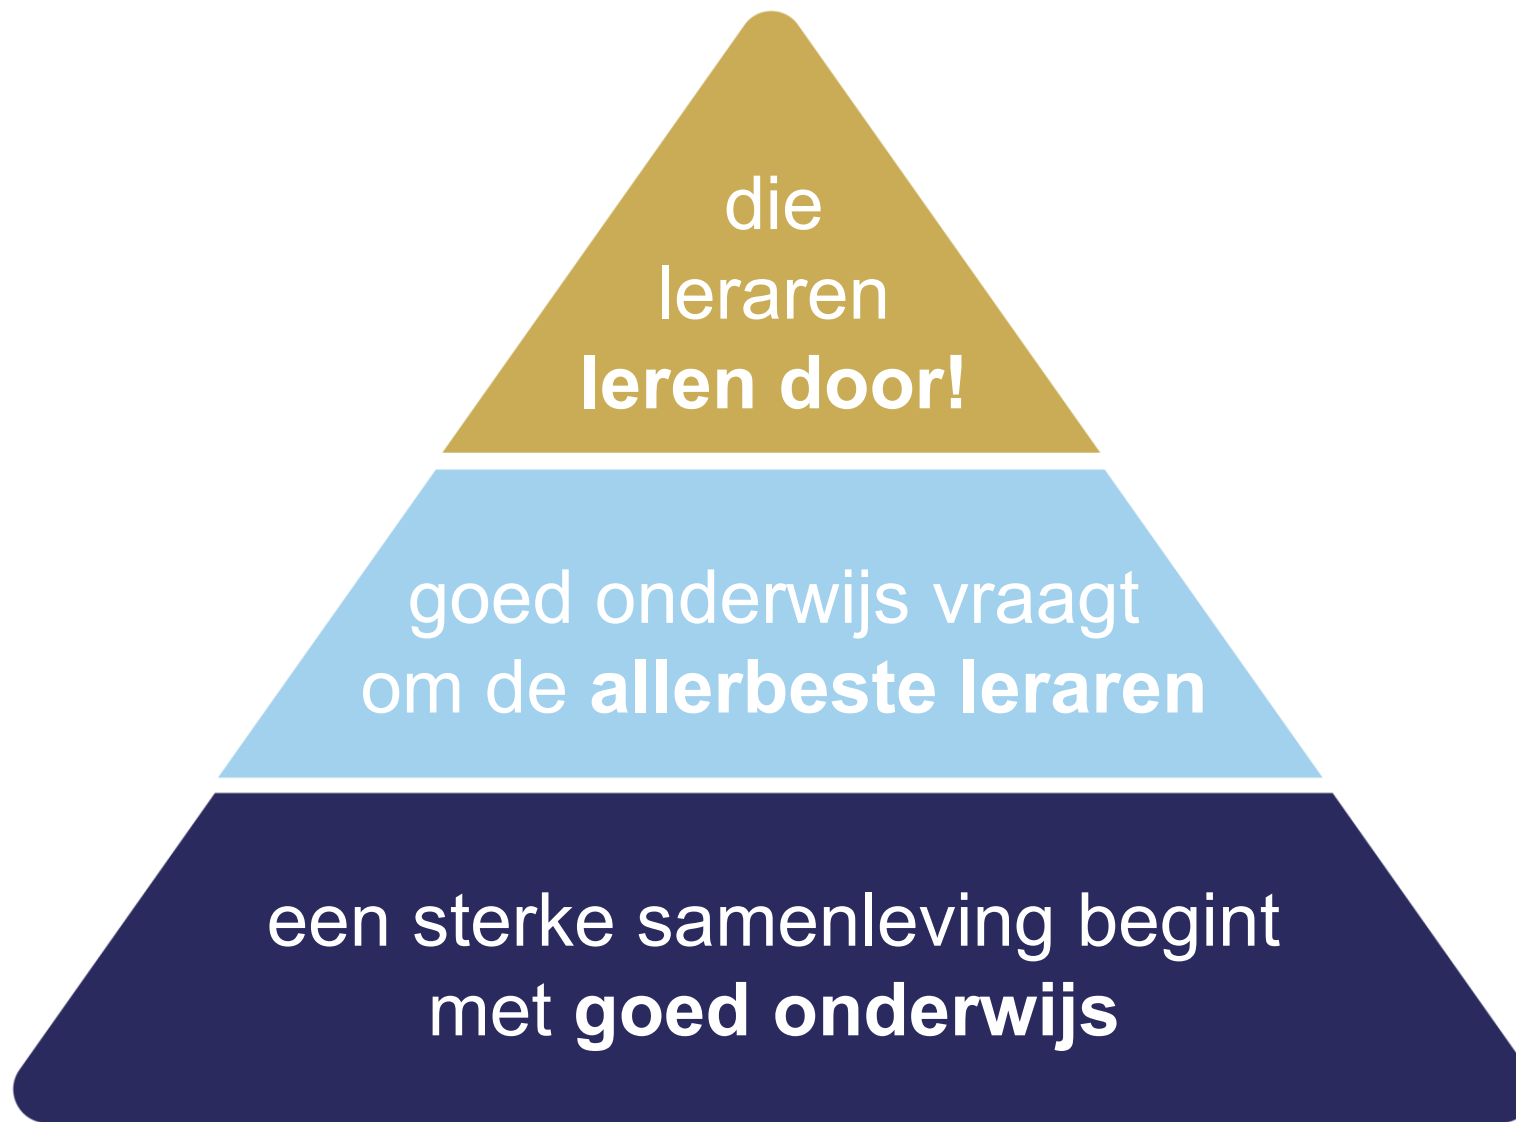 die
leraren
leren door!
goed onderwijs vraagt
om de allerbeste leraren
een sterke samenleving begint
met goed onderwijs